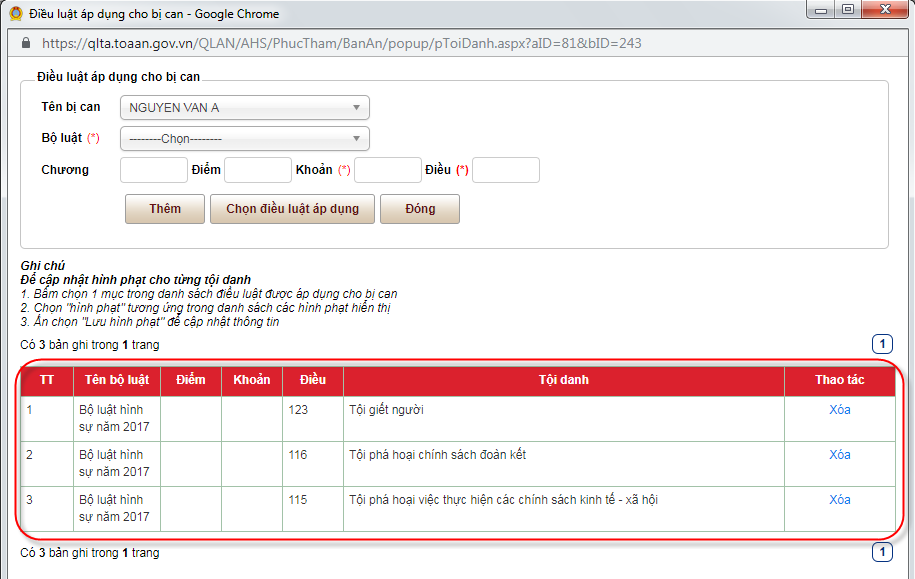 Điều luật áp dụng cho bị can - Google Chrome
https://qlta.toaan.gov.vn/QLAN/AHS/PhucTham/BanAn/popup/pToiDanh.aspx?aID=81&bID=243
Điều luật áp dụng cho bị can
Tên bị can NGUYEN VAN A
Bộ luật (*) --------Chọn--------
Chương Điểm Khoản (*) Điều (*)
Thêm Chọn điều luật áp dụng Đóng
Ghi chú
Để cập nhật hình phạt cho từng tội danh
1. Bấm chọn 1 mục trong danh sách điều luật được áp dụng cho bị can
2. Chọn "hình phạt" tương ứng trong danh sách các hình phạt hiển thị
3. Ấn chọn "Lưu hình phạt" để cập nhật thông tin
Có 3 bản ghi trong 1 trang 1
TT Tên bộ luật Điểm Khoản Điều Tội danh Thao tác
1 Bộ luật hình 123 Tội giết người Xóa
sự năm 2017
2 Bộ luật hình 116 Tội phá hoại chính sách đoàn kết Xóa
sự năm 2017
3 Bộ luật hình 115 Tội phá hoại việc thực hiện các chính sách kinh tế - xã hội Xóa
sự năm 2017
Có 3 bản ghi trong 1 trang 1